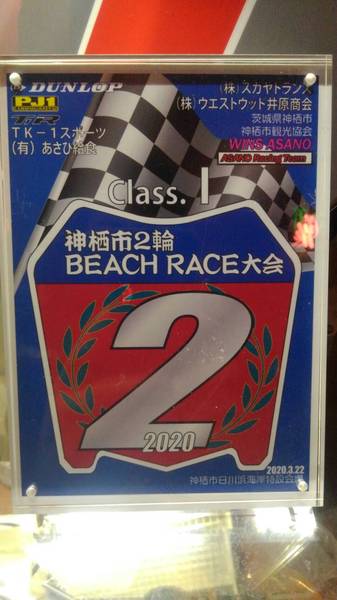 DUNLOP
PJ1
TK-1スポーツ
(有) あさひ給食
(株) スカヤトランス
(株) ウエストウッド井原商会
茨城県神栖市
神栖市観光協会
WINS ASANO
ASANO Racing Team
Class. I
神栖市2輪
BEACH RACE大会
2
2020
2020.3.22
神栖市日川浜海岸特設会場